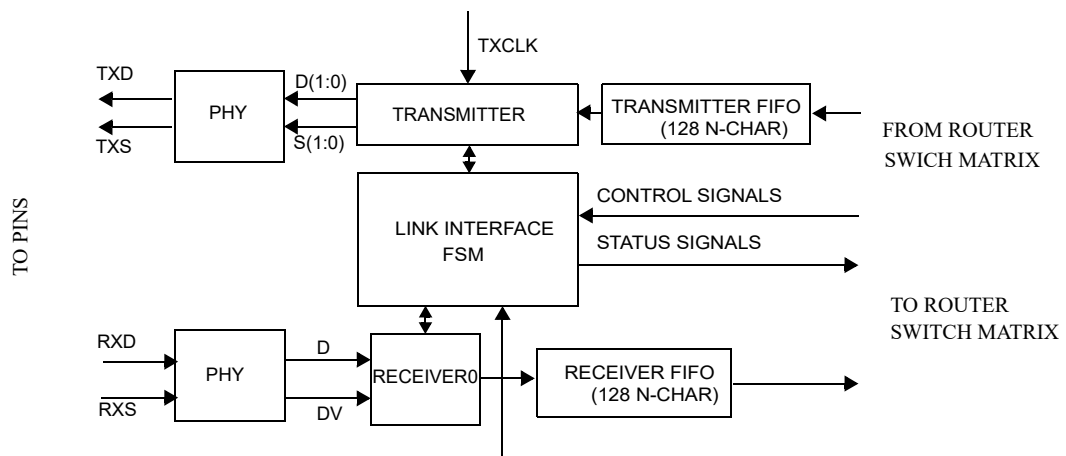 TXCLK
TXD
D(1:0)
PHY
TRANSMITTER
TRANSMITTER FIFO
(128 N-CHAR)
TXS
S(1:0)
FROM ROUTER
SWICH MATRIX
TO PINS
LINK INTERFACE
FSM
CONTROL SIGNALS
STATUS SIGNALS
TO ROUTER
SWITCH MATRIX
RXD
D
PHY
RECEIVER0
RECEIVER FIFO
(128 N-CHAR)
RXS
DV